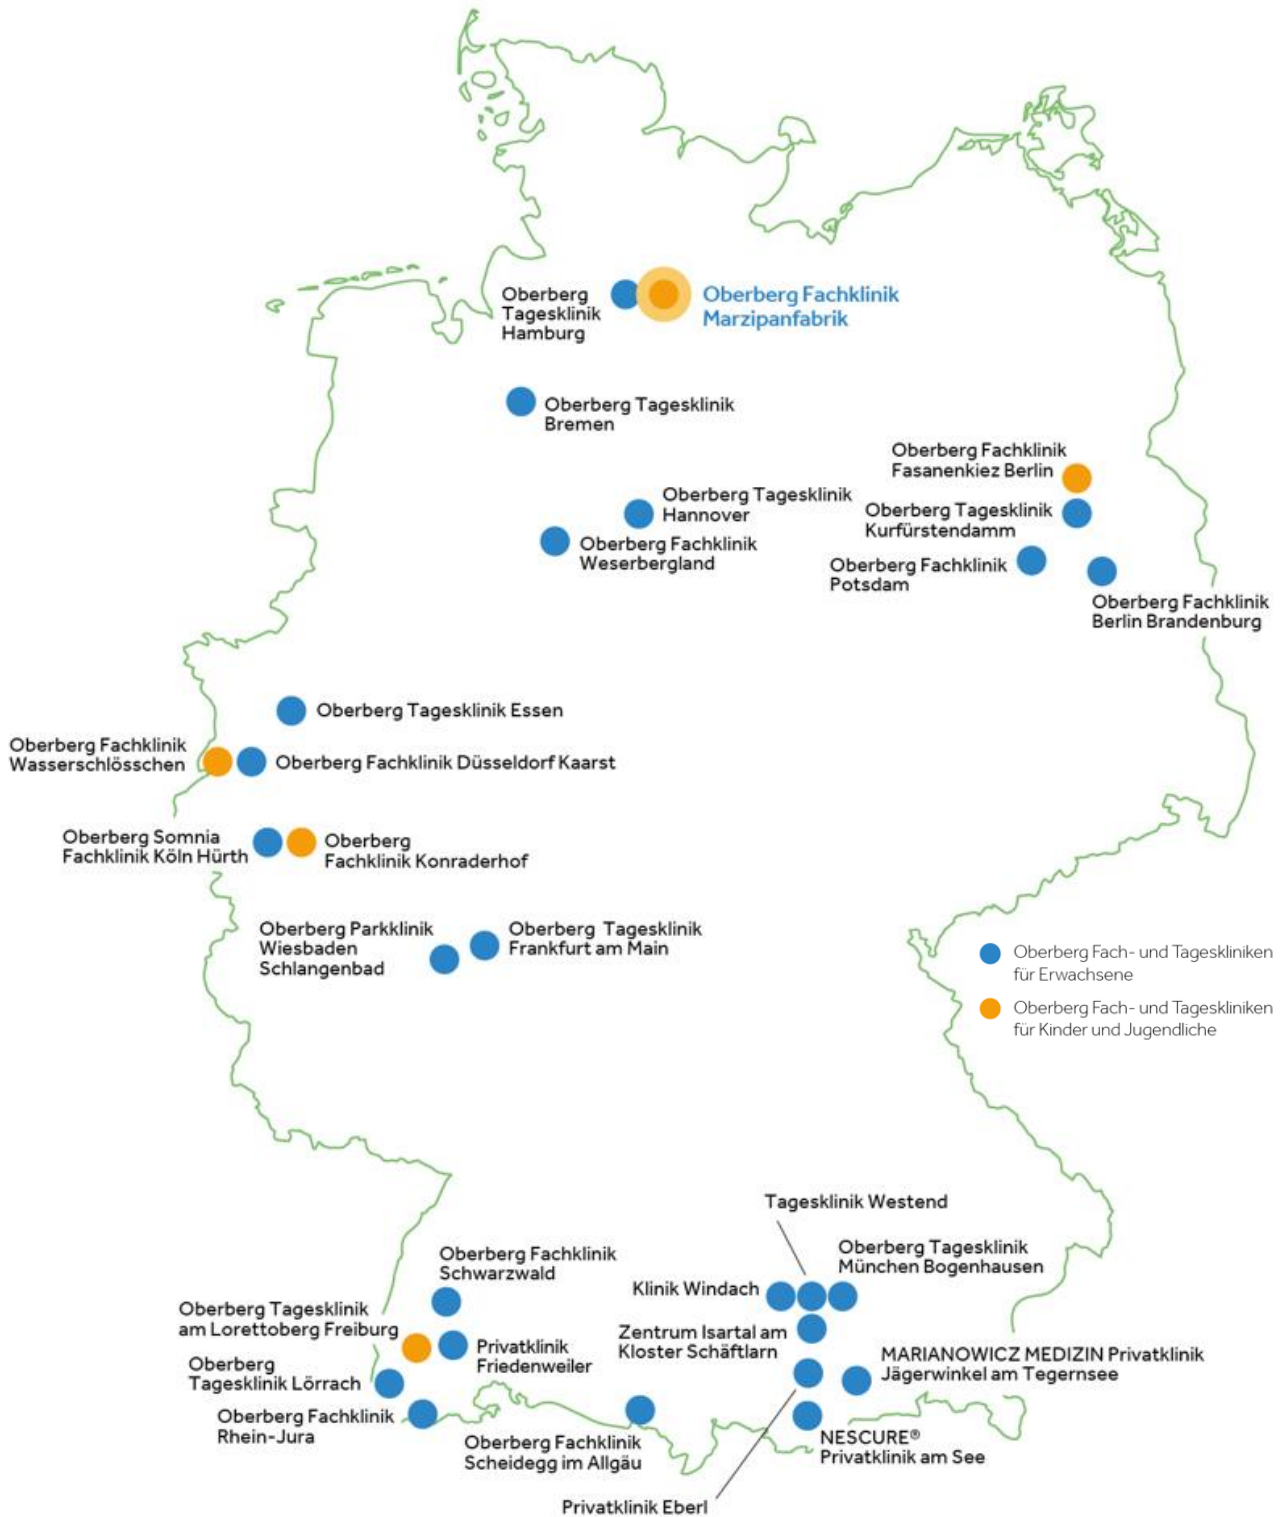 Oberberg
Tagesklinik
Hamburg
Oberberg Fachklinik
Marzipanfabrik
Oberberg Tagesklinik
Bremen
Oberberg Fachklinik
Fasanenkiez Berlin
Oberberg Tagesklinik
Hannover
Oberberg Tagesklinik
Kurfürstendamm
Oberberg Fachklinik
Weserbergland
Oberberg Fachklinik
Potsdam
Oberberg Fachklinik
Berlin Brandenburg
Oberberg Tagesklinik Essen
Oberberg Fachklinik
Wasserschlösschen
Oberberg Fachklinik Düsseldorf Kaarst
Oberberg Somnia
Fachklinik Köln Hürth
Oberberg
Fachklinik Konraderhof
Oberberg Parkklinik
Wiesbaden
Schlangenbad
Oberberg Tagesklinik
Frankfurt am Main
Oberberg Fach- und Tageskliniken
für Erwachsene
Oberberg Fach- und Tageskliniken
für Kinder und Jugendliche
Tagesklinik Westend
Oberberg Fachklinik
Schwarzwald
Oberberg Tagesklinik
München Bogenhausen
Klinik Windach
Oberberg Tagesklinik
am Lorettoberg Freiburg
Zentrum Isartal am
Kloster Schäftlarn
Privatklinik
Friedenweiler
MARIANOWICZ MEDIZIN Privatklinik
Jägerwinkel am Tegernsee
Oberberg
Tagesklinik Lörrach
Oberberg Fachklinik
Rhein-Jura
Oberberg Fachklinik
Scheidegg im Allgäu
NESCURE®
Privatklinik am See
Privatklinik Eberl